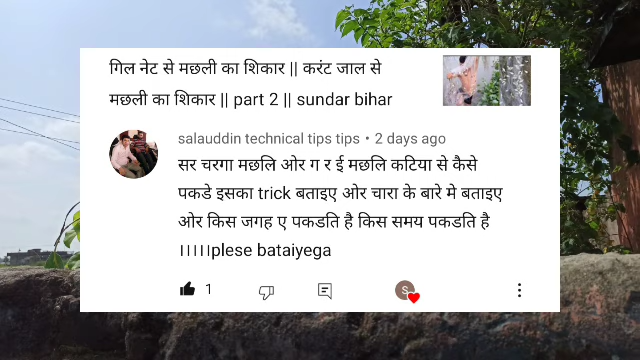 गिल नेट से मछली का शिकार || करंट जाल से
मछली का शिकार || part 2 || sundar bihar
salauddin technical tips tips • 2 days ago
सर चरगा मछलि ओर ग र ई मछलि कटिया से कैसे
पकडे इसका trick बताइए ओर चारा के बारे मे बताइए
ओर किस जगह ए पकडति है किस समय पकडति है
।।।।।plese bataiyega
1
S